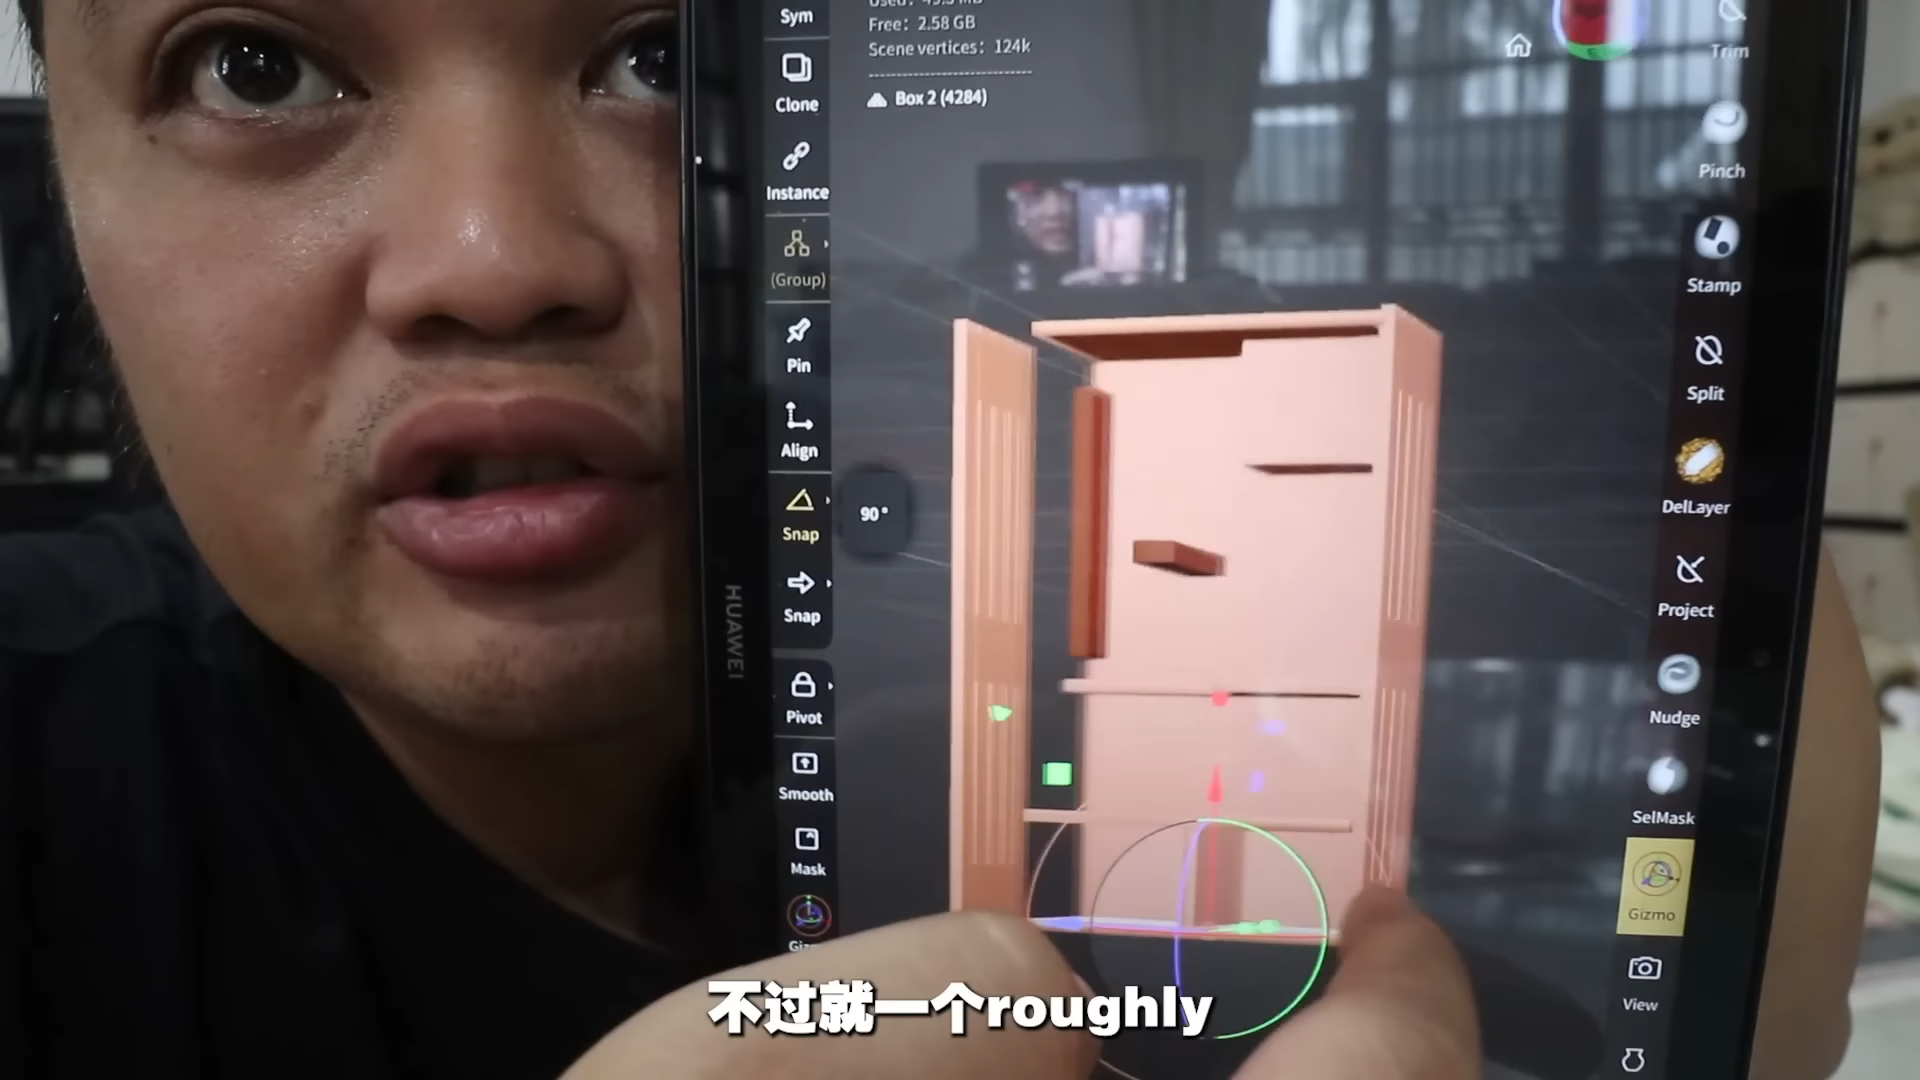 Sym
Clone
Instance
(Group)
Pin
Align
Snap
Snap
Pivot
Smooth
Mask
Free: 2.58 GB
Scene vertices: 124k
Box 2 (4284)
90°
HUAWEI
Trim
Pinch
Stamp
Split
DelLayer
Project
Nudge
SelMask
Gizmo
View
不过就一个roughly